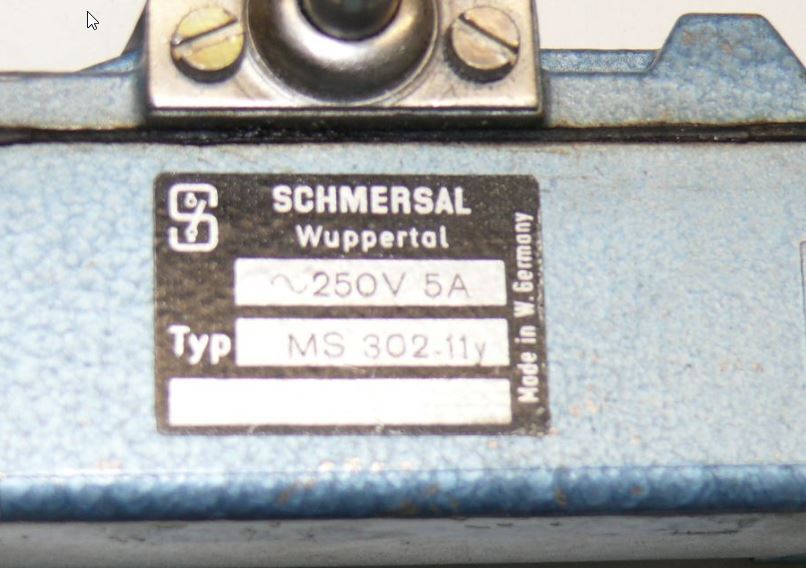 SCHMERSAL
Wuppertal
~250V 5A
Typ MS 302-11y
Made in W. Germany